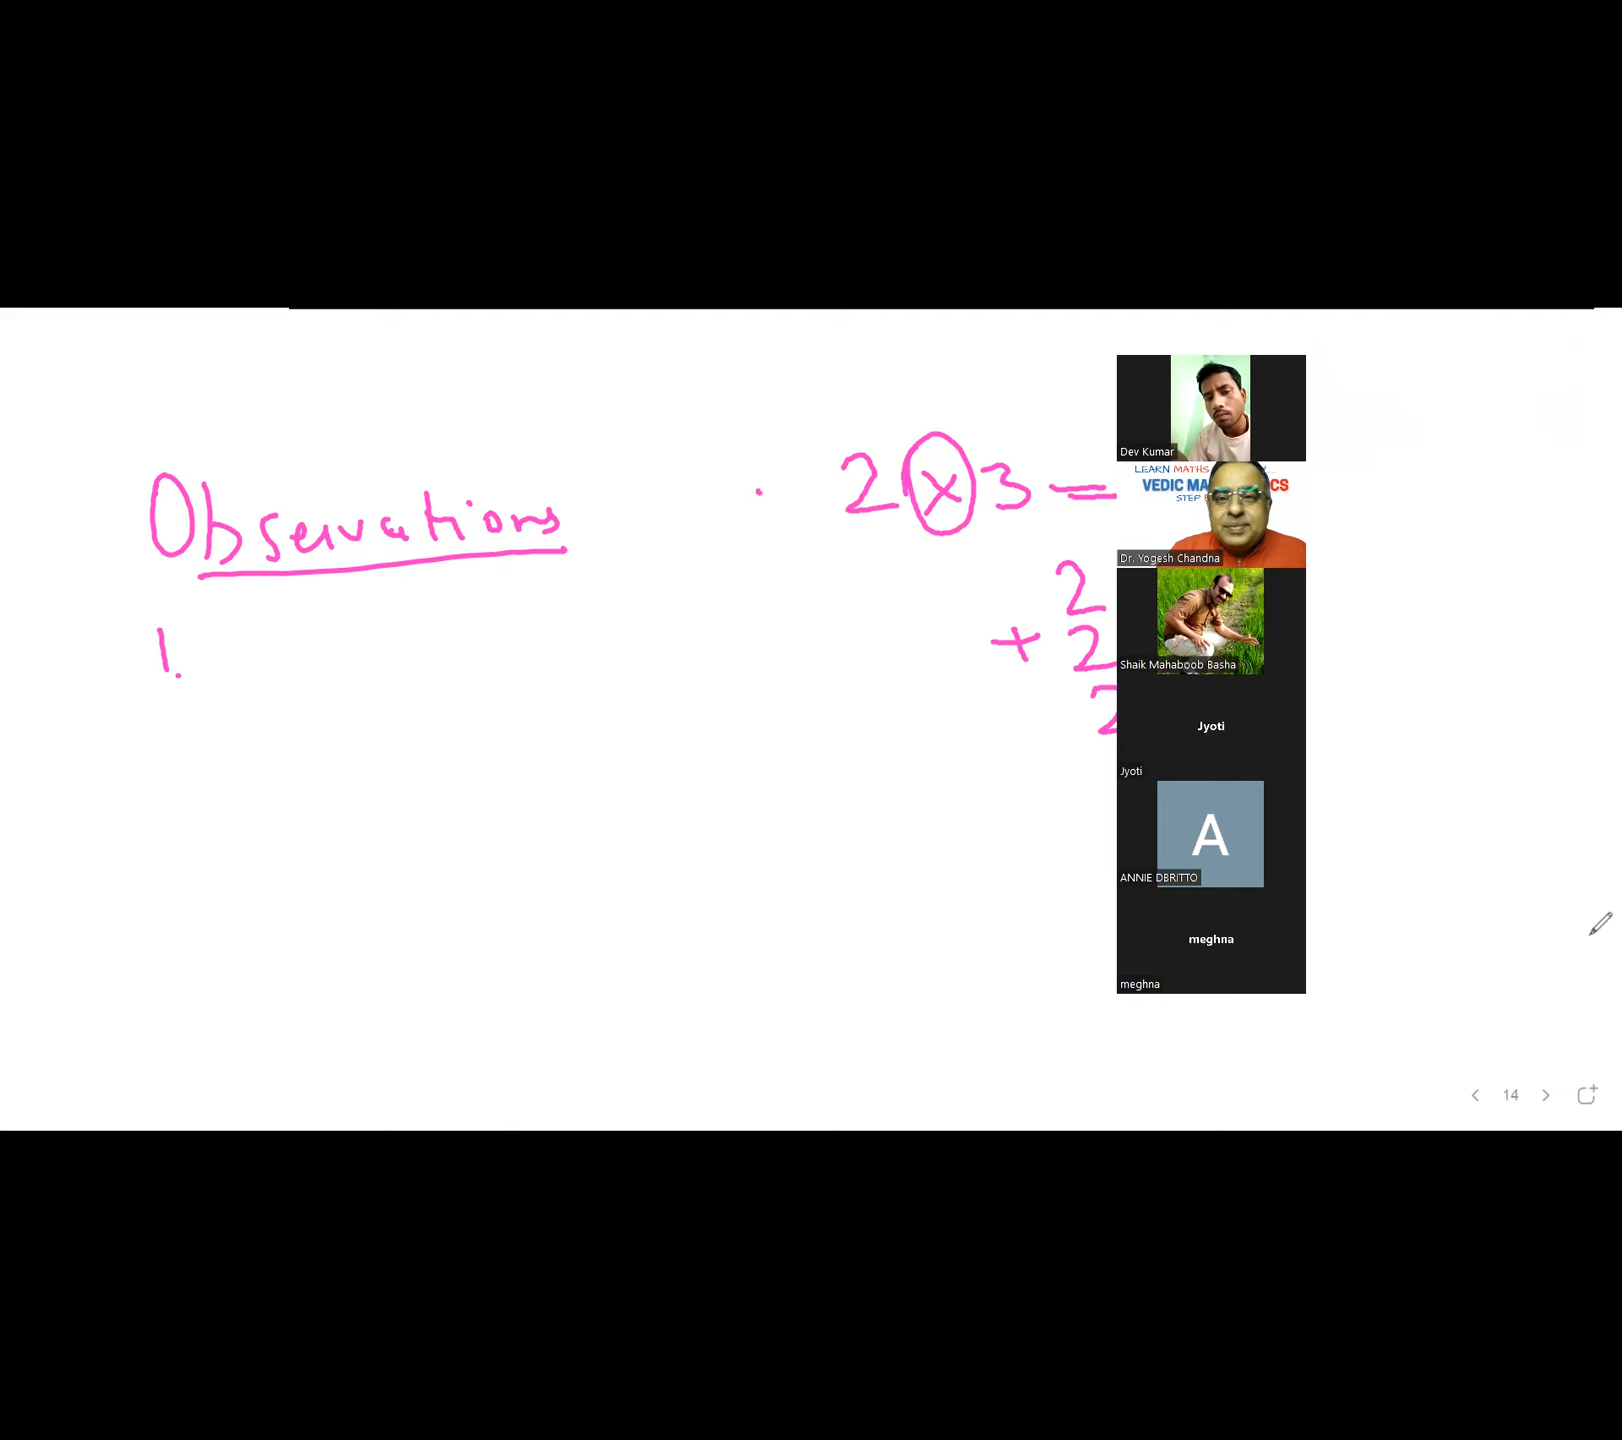 Observations
1.
2 × 3 =
2
+ 2
2
Dev Kumar
LEARN MATHS
VEDIC MA CS
STEP
Dr. Yogesh Chandna
Shaik Mahaboob Basha
Jyoti
Jyoti
A
ANNIE DBRITTO
meghna
meghna
14